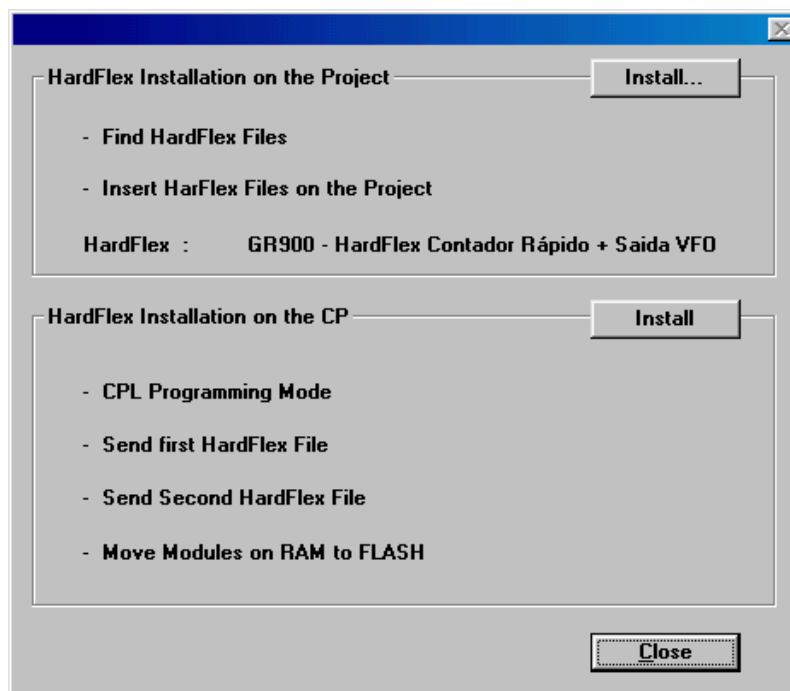 HardFlex Installation on the Project
Install...
- Find HardFlex Files
- Insert HarFlex Files on the Project
HardFlex : GR900 - HardFlex Contador Rápido + Saida VFO
HardFlex Installation on the CP
Install
- CPL Programming Mode
- Send first HardFlex File
- Send Second HardFlex File
- Move Modules on RAM to FLASH
Close